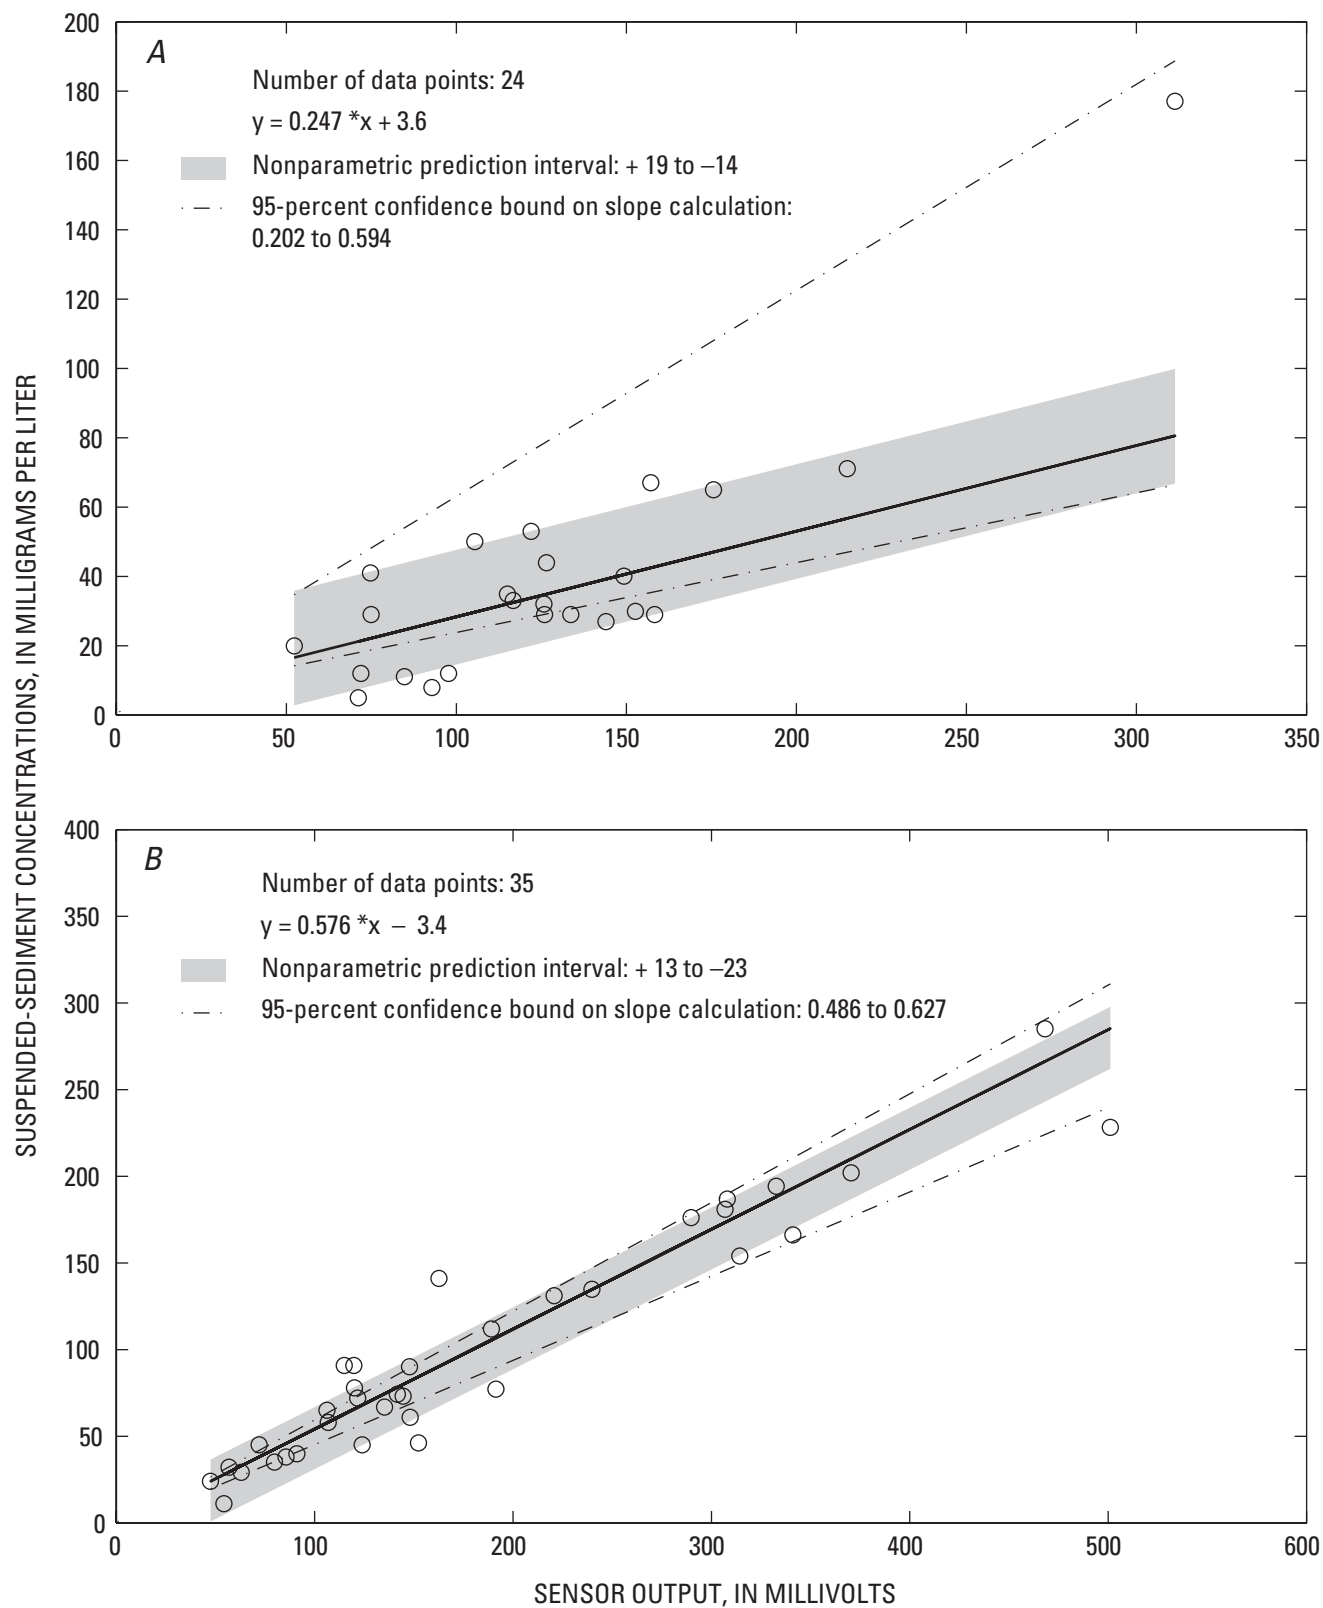 SUSPENDED-SEDIMENT CONCENTRATIONS, IN MILLIGRAMS PER LITER
A
Number of data points: 24
y = 0.247 *x + 3.6
Nonparametric prediction interval: + 19 to –14
95-percent confidence bound on slope calculation:
0.202 to 0.594
200
180
160
140
120
100
80
60
40
20
0
0 50 100 150 200 250 300 350
B
Number of data points: 35
y = 0.576 *x – 3.4
Nonparametric prediction interval: + 13 to –23
95-percent confidence bound on slope calculation: 0.486 to 0.627
400
350
300
250
200
150
100
50
0
0 100 200 300 400 500 600
SENSOR OUTPUT, IN MILLIVOLTS